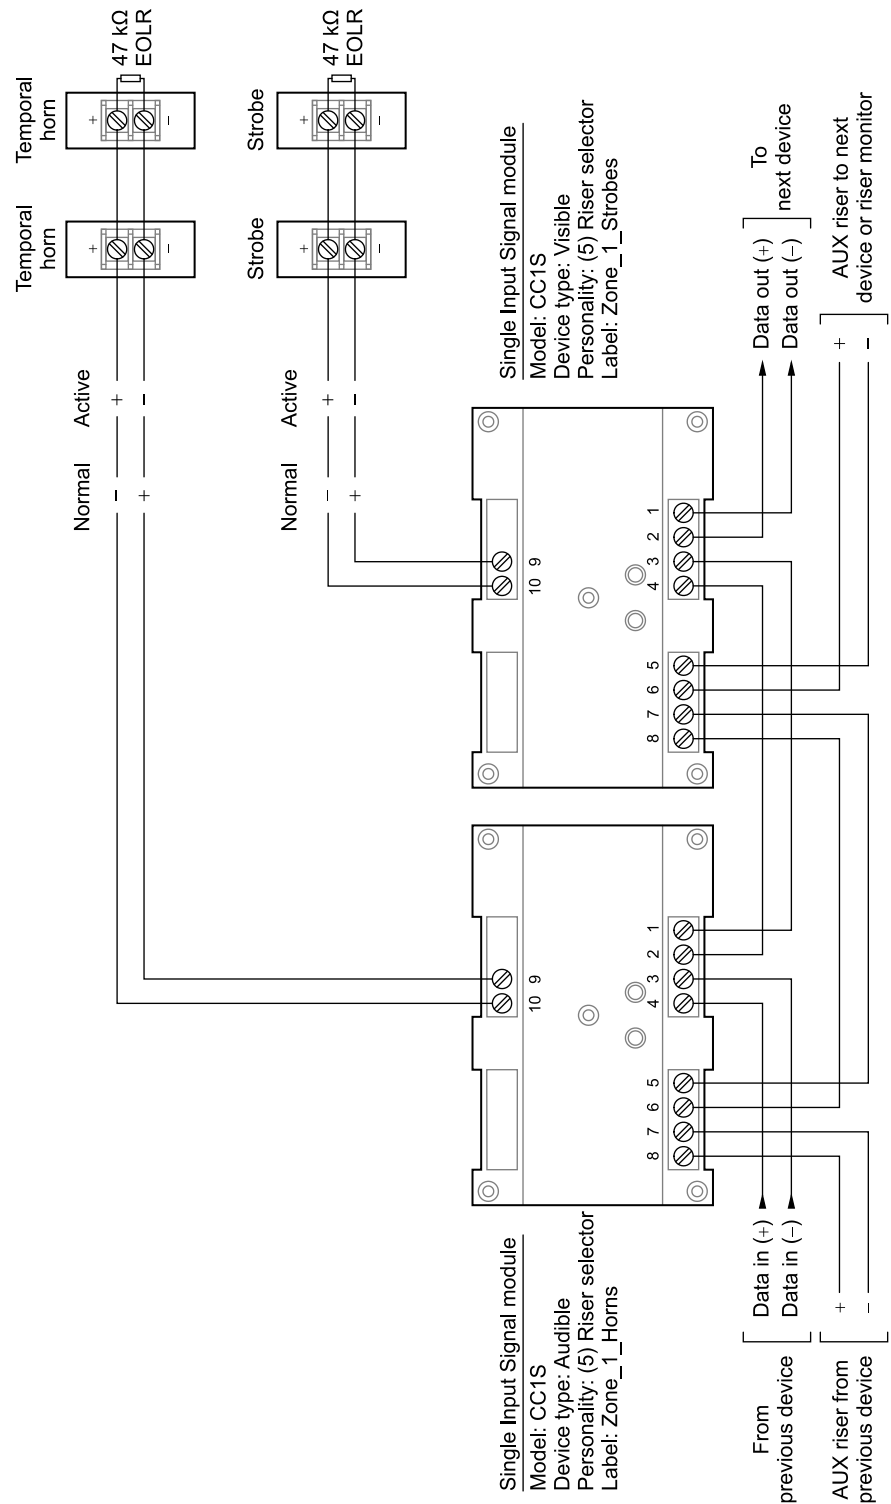 Temporal
horn
Temporal
horn
+
–
47 kΩ
EOLR
+
–
Normal
Active
–
+
+
–
Strobe
Strobe
+
–
47 kΩ
EOLR
+
–
Normal
Active
–
+
+
–
Single Input Signal module
Model: CC1S
Device type: Audible
Personality: (5) Riser selector
Label: Zone_1_Horns
10 9
8 7 6 5
4 3 2 1
Single Input Signal module
Model: CC1S
Device type: Visible
Personality: (5) Riser selector
Label: Zone_1_Strobes
10 9
8 7 6 5
4 3 2 1
From
previous device
Data in (+)
Data in (–)
Data out (+)
Data out (–)
To
next device
AUX riser from
previous device
+
–
+
–
AUX riser to next
device or riser monitor